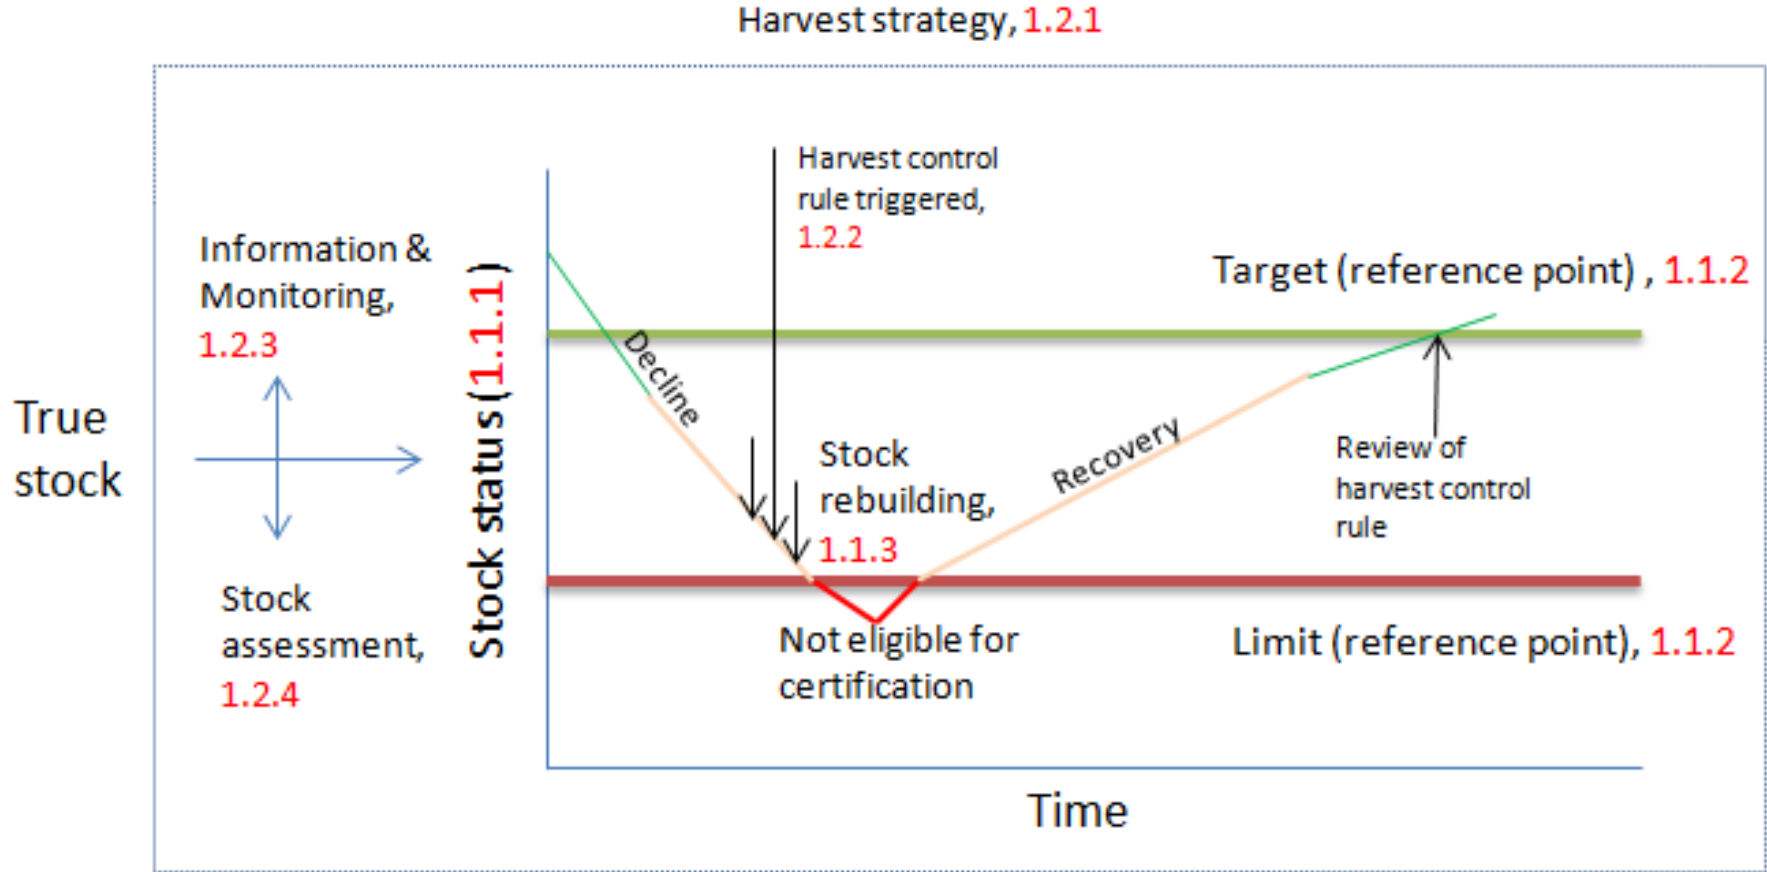 Harvest strategy, 1.2.1
Harvest control
rule triggered,
1.2.2
Information &
Monitoring,
1.2.3
Target (reference point) , 1.1.2
Stock status (1.1.1)
Decline
True
stock
Stock
rebuilding,
1.1.3
Recovery
Review of
harvest control
rule
Stock
assessment,
1.2.4
Not eligible for
certification
Limit (reference point), 1.1.2
Time